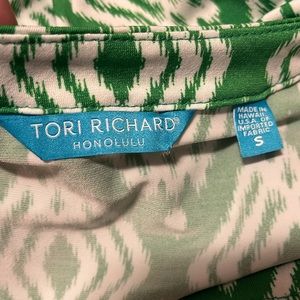 TORI RICHARD®
HONOLULU
MADE IN
HAWAII,
U.S.A. OF
IMPORTED
FABRIC
S